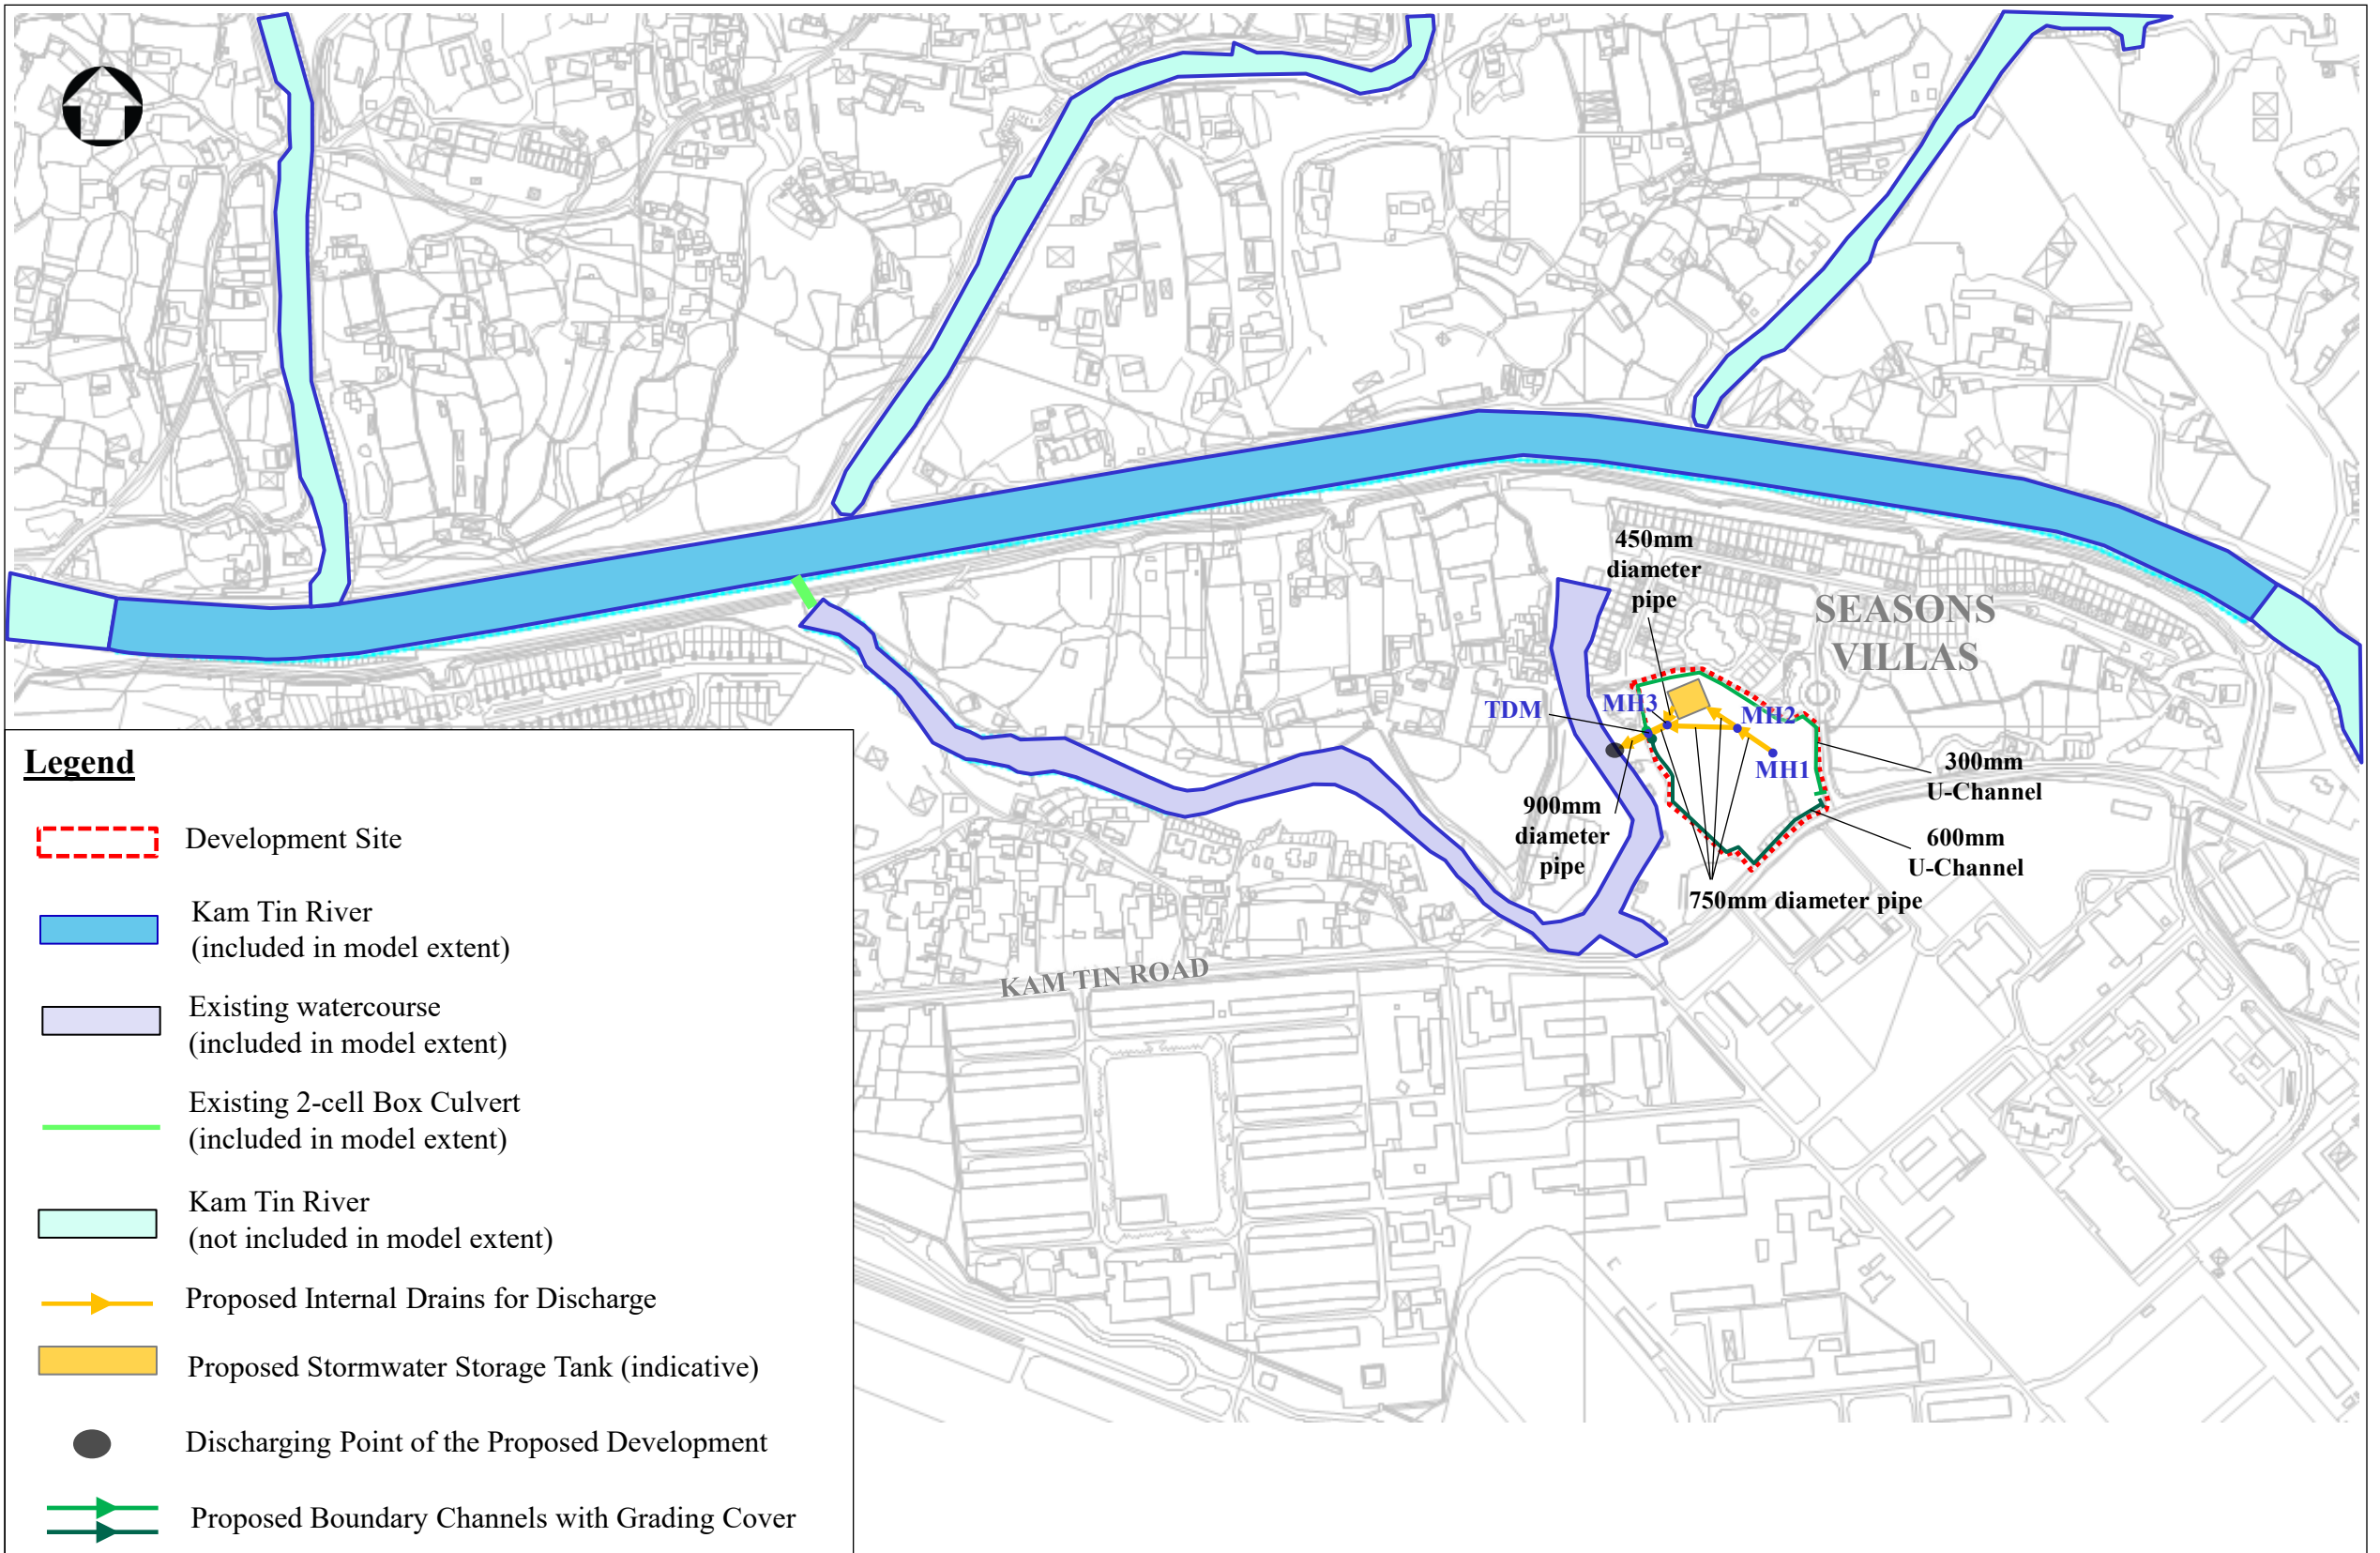 450mm
diameter
pipe
SEASONS
VILLAS
TDM
MH3
MH2
MH1
300mm
U-Channel
900mm
diameter
pipe
600mm
U-Channel
750mm diameter pipe
KAM TIN ROAD
Legend
Development Site
Kam Tin River
(included in model extent)
Existing watercourse
(included in model extent)
Existing 2-cell Box Culvert
(included in model extent)
Kam Tin River
(not included in model extent)
Proposed Internal Drains for Discharge
Proposed Stormwater Storage Tank (indicative)
Discharging Point of the Proposed Development
Proposed Boundary Channels with Grading Cover